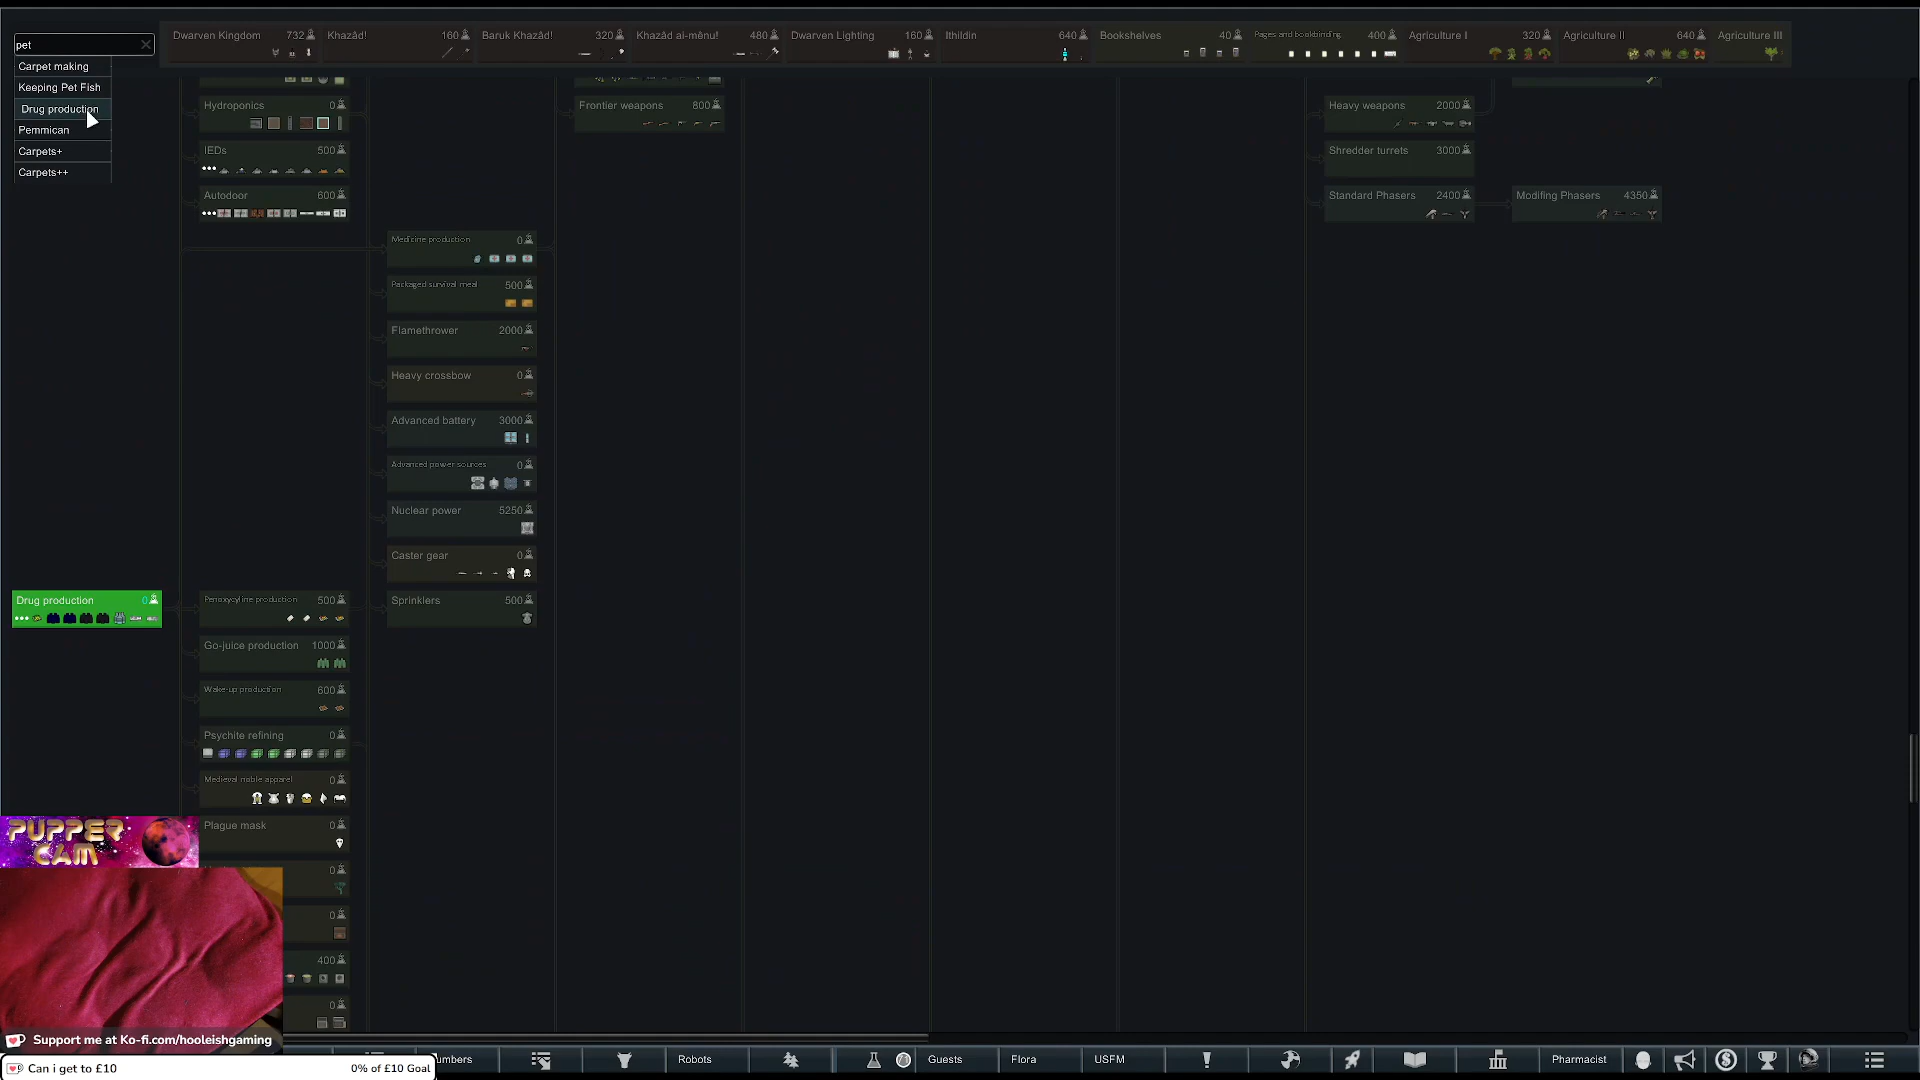 pet
Carpet making
Keeping Pet Fish
Drug production
Pemmican
Carpets+
Carpets++
Dwarven Kingdom 732
Khazâd! 160
Baruk Khazâd! 320
Khazâd ai-mênu! 480
Dwarven Lighting 160
Ithildin 640
Bookshelves 40
Pages and bookbinding 400
Agriculture I 320
Agriculture II 640
Agriculture III
Hydroponics 0
Frontier weapons 800
Heavy weapons 2000
IEDs 500
Shredder turrets 3000
Autodoor 600
Standard Phasers 2400
Modifing Phasers 4350
Medicine production 0
Packaged survival meal 500
Flamethrower 2000
Heavy crossbow 0
Advanced battery 3000
Advanced power sources 0
Nuclear power 5250
Caster gear 0
Drug production 0
Penoxycyline production 500
Sprinklers 500
Go-juice production 1000
Wake-up production 600
Psychite refining 0
Medieval noble apparel 0
Plague mask 0
0
0
400
0
PUPPER
CAM
Support me at Ko-fi.com/hooleishgaming
Can i get to £10 0% of £10 Goal
umbers
Robots
Guests
Flora
USFM
Pharmacist